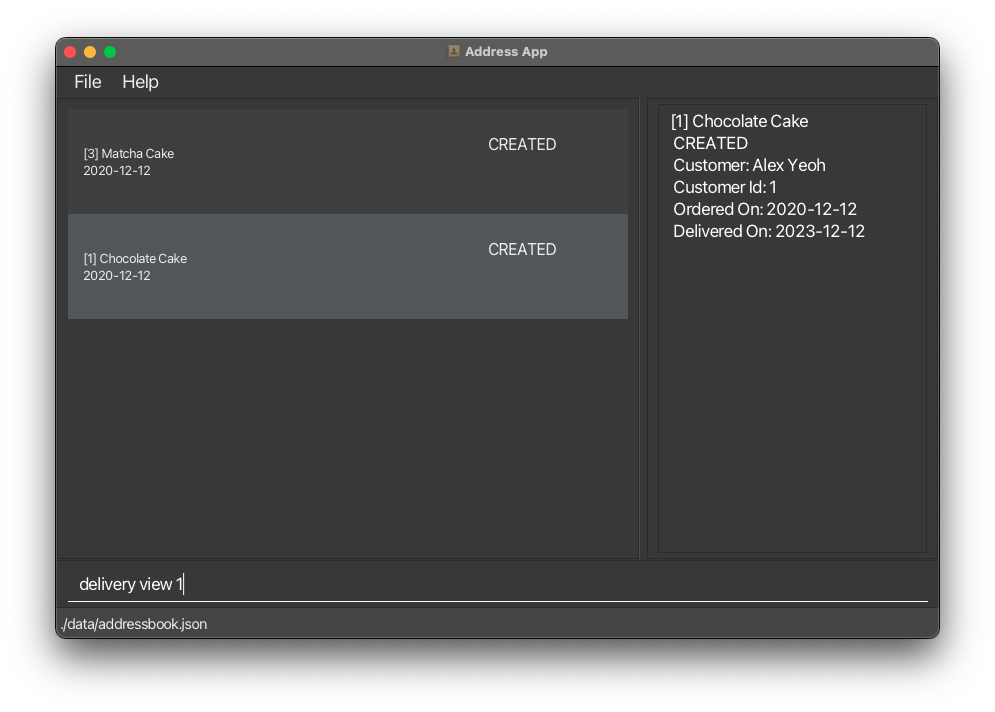 Address App
File Help
[3] Matcha Cake
2020-12-12
CREATED
[1] Chocolate Cake
2020-12-12
CREATED
[1] Chocolate Cake
CREATED
Customer: Alex Yeoh
Customer Id: 1
Ordered On: 2020-12-12
Delivered On: 2023-12-12
delivery view 1
./data/addressbook.json